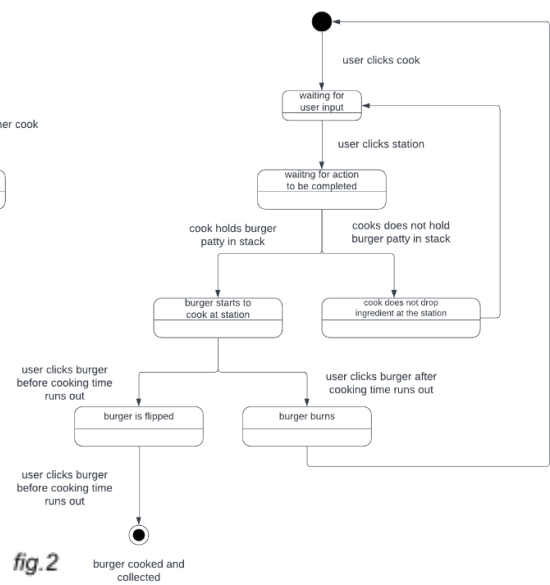 user clicks cook
waiting for
user input
ner cook
user clicks station
waiitng for action
to be completed
cook holds burger
patty in stack
cooks does not hold
burger patty in stack
burger starts to
cook at station
cook does not drop
ingredient at the station
user clicks burger
before cooking time
runs out
user clicks burger after
cooking time runs out
burger is flipped
burger burns
user clicks burger
before cooking time
runs out
fig.2
burger cooked and
collected